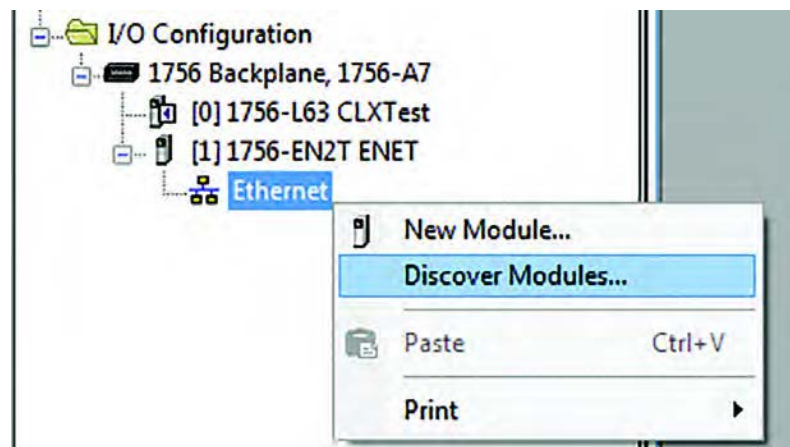 I/O Configuration
1756 Backplane, 1756-A7
[0] 1756-L63 CLXTest
[1] 1756-EN2T ENET
Ethernet
New Module...
Discover Modules...
Paste Ctrl+V
Print